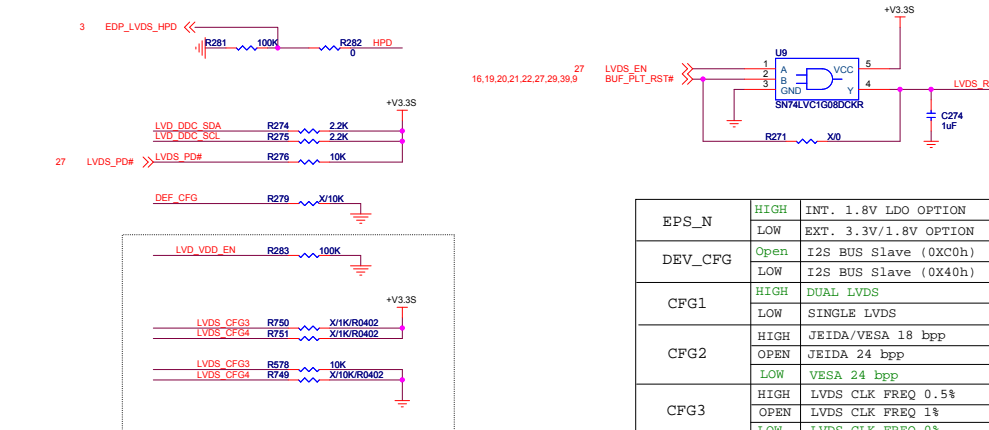 3 EDP_LVDS_HPD
R281 100K R282 HPD
0
+V3.3S
LVD_DDC_SDA R274 2.2K
LVD_DDC_SCL R275 2.2K
27 LVDS_PD# LVDS_PD# R276 10K
DEF_CFG R279 X/10K
LVD_VDD_EN R283 100K
+V3.3S
LVDS_CFG3 R750 X/1K/R0402
LVDS_CFG4 R751 X/1K/R0402
LVDS_CFG3 R578 10K
LVDS_CFG4 R749 X/10K/R0402
+V3.3S
U9
27 LVDS_EN 1 A VCC 5
16,19,20,21,22,27,29,39,9 BUF_PLT_RST# 2 B
3 GND Y 4 LVDS_R
SN74LVC1G08DCKR
C274
1uF
R271 X/0
EPS_N HIGH INT. 1.8V LDO OPTION
LOW EXT. 3.3V/1.8V OPTION
DEV_CFG Open I2S BUS Slave (0XC0h)
LOW I2S BUS Slave (0X40h)
CFG1 HIGH DUAL LVDS
LOW SINGLE LVDS
CFG2 HIGH JEIDA/VESA 18 bpp
OPEN JEIDA 24 bpp
LOW VESA 24 bpp
CFG3 HIGH LVDS CLK FREQ 0.5%
OPEN LVDS CLK FREQ 1%
LOW LVDS CLK FREQ 0%